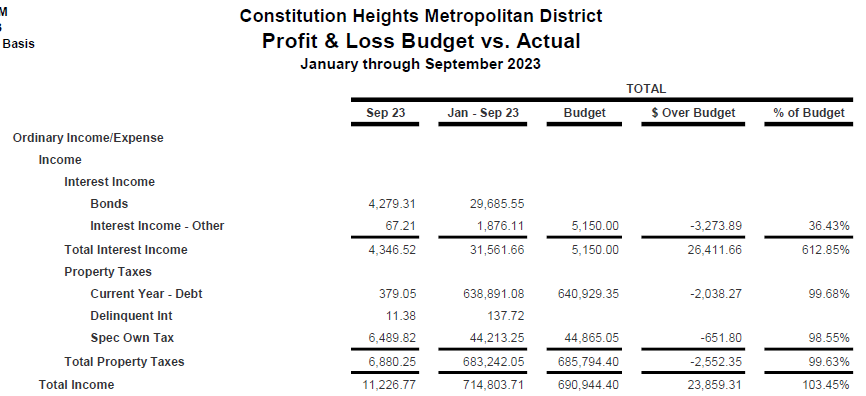 M
Constitution Heights Metropolitan District
Profit & Loss Budget vs. Actual
Basis
January through September 2023
TOTAL
Sep 23 Jan - Sep 23 Budget $ Over Budget % of Budget
Ordinary Income/Expense
Income
Interest Income
Bonds 4,279.31 29,685.55
Interest Income - Other 67.21 1,876.11 5,150.00 -3,273.89 36.43%
Total Interest Income 4,346.52 31,561.66 5,150.00 26,411.66 612.85%
Property Taxes
Current Year - Debt 379.05 638,891.08 640,929.35 -2,038.27 99.68%
Delinquent Int 11.38 137.72
Spec Own Tax 6,489.82 44,213.25 44,865.05 -651.80 98.55%
Total Property Taxes 6,880.25 683,242.05 685,794.40 -2,552.35 99.63%
Total Income 11,226.77 714,803.71 690,944.40 23,859.31 103.45%